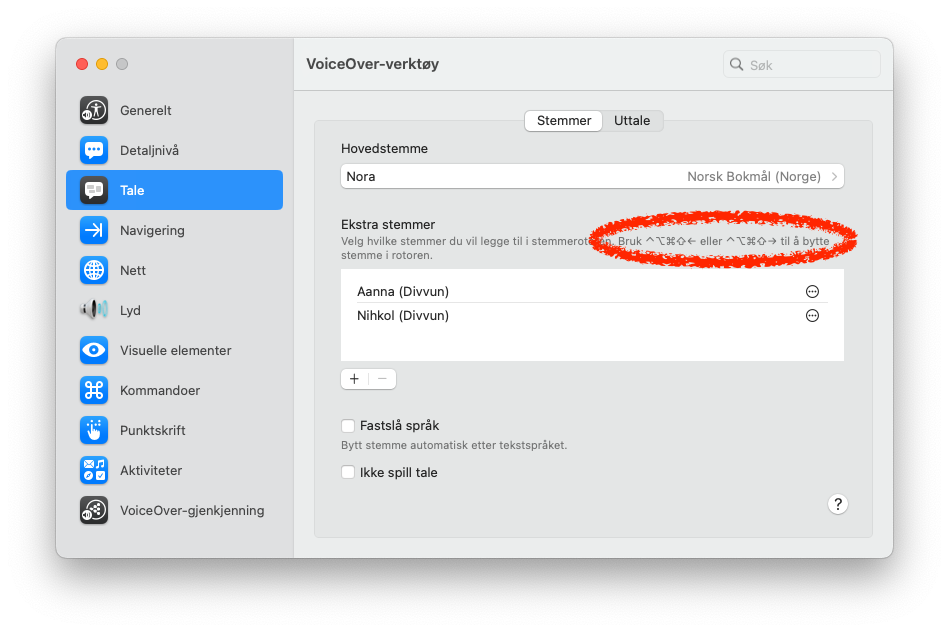 VoiceOver-verktøy
Søk
Generelt
Detaljnivå
Tale
Navigering
Nett
Lyd
Visuelle elementer
Kommandoer
Punktskrift
Aktiviteter
VoiceOver-gjenkjenning
Stemmer Uttale
Hovedstemme
Nora Norsk Bokmål (Norge)
Ekstra stemmer
Velg hvilke stemmer du vil legge til i stemmerotoren. Bruk ⌃⌥⌘⇧← eller ⌃⌥⌘⇧→ til å bytte
stemme i rotoren.
Aanna (Divvun)
Nihkol (Divvun)
+ −
Fastslå språk
Bytt stemme automatisk etter tekstspråket.
Ikke spill tale
?